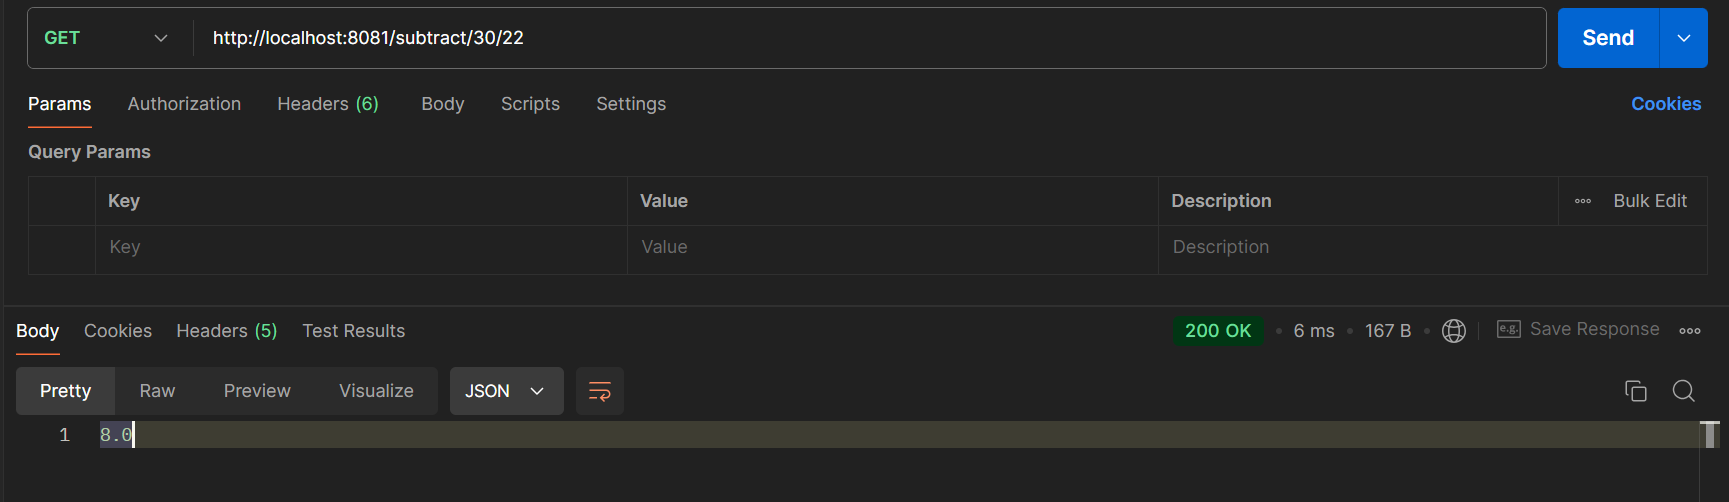 GET http://localhost:8081/subtract/30/22 Send
Params Authorization Headers (6) Body Scripts Settings Cookies
Query Params
Key Value Description Bulk Edit
Key Value Description
Body Cookies Headers (5) Test Results 200 OK • 6 ms • 167 B • e.g. Save Response
Pretty Raw Preview Visualize JSON
1 8.0